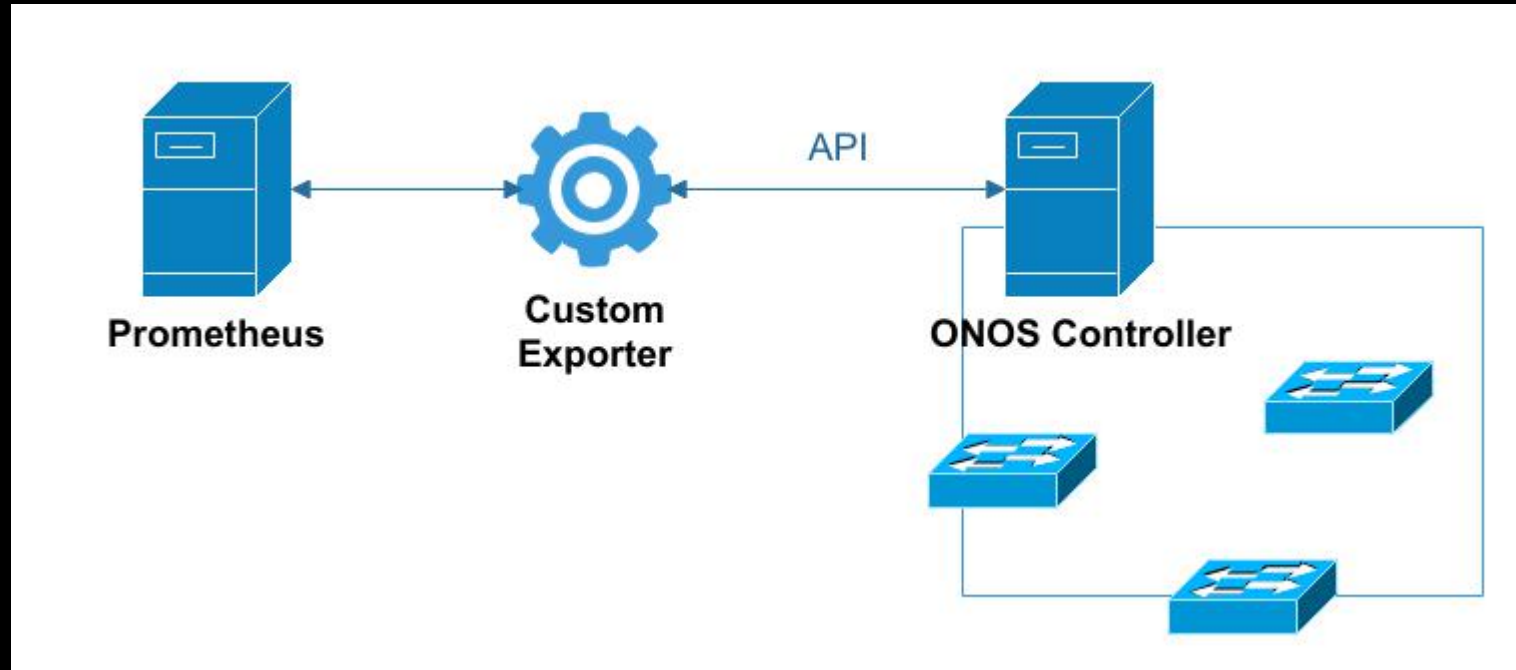 API
Prometheus
Custom
Exporter
ONOS Controller